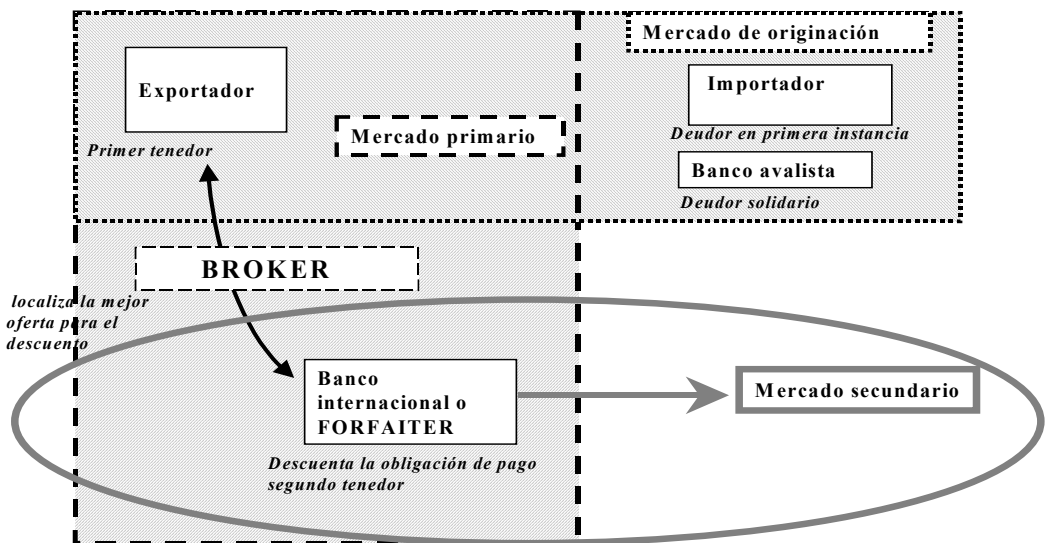 Mercado de originación
Exportador
Importador
Mercado primario
Deudor en primera instancia
Primer tenedor
Banco avalista
Deudor solidario
BROKER
localiza la mejor
oferta para el
descuento
Banco
internacional o
FORFAITER
Mercado secundario
Descuenta la obligación de pago
segundo tenedor